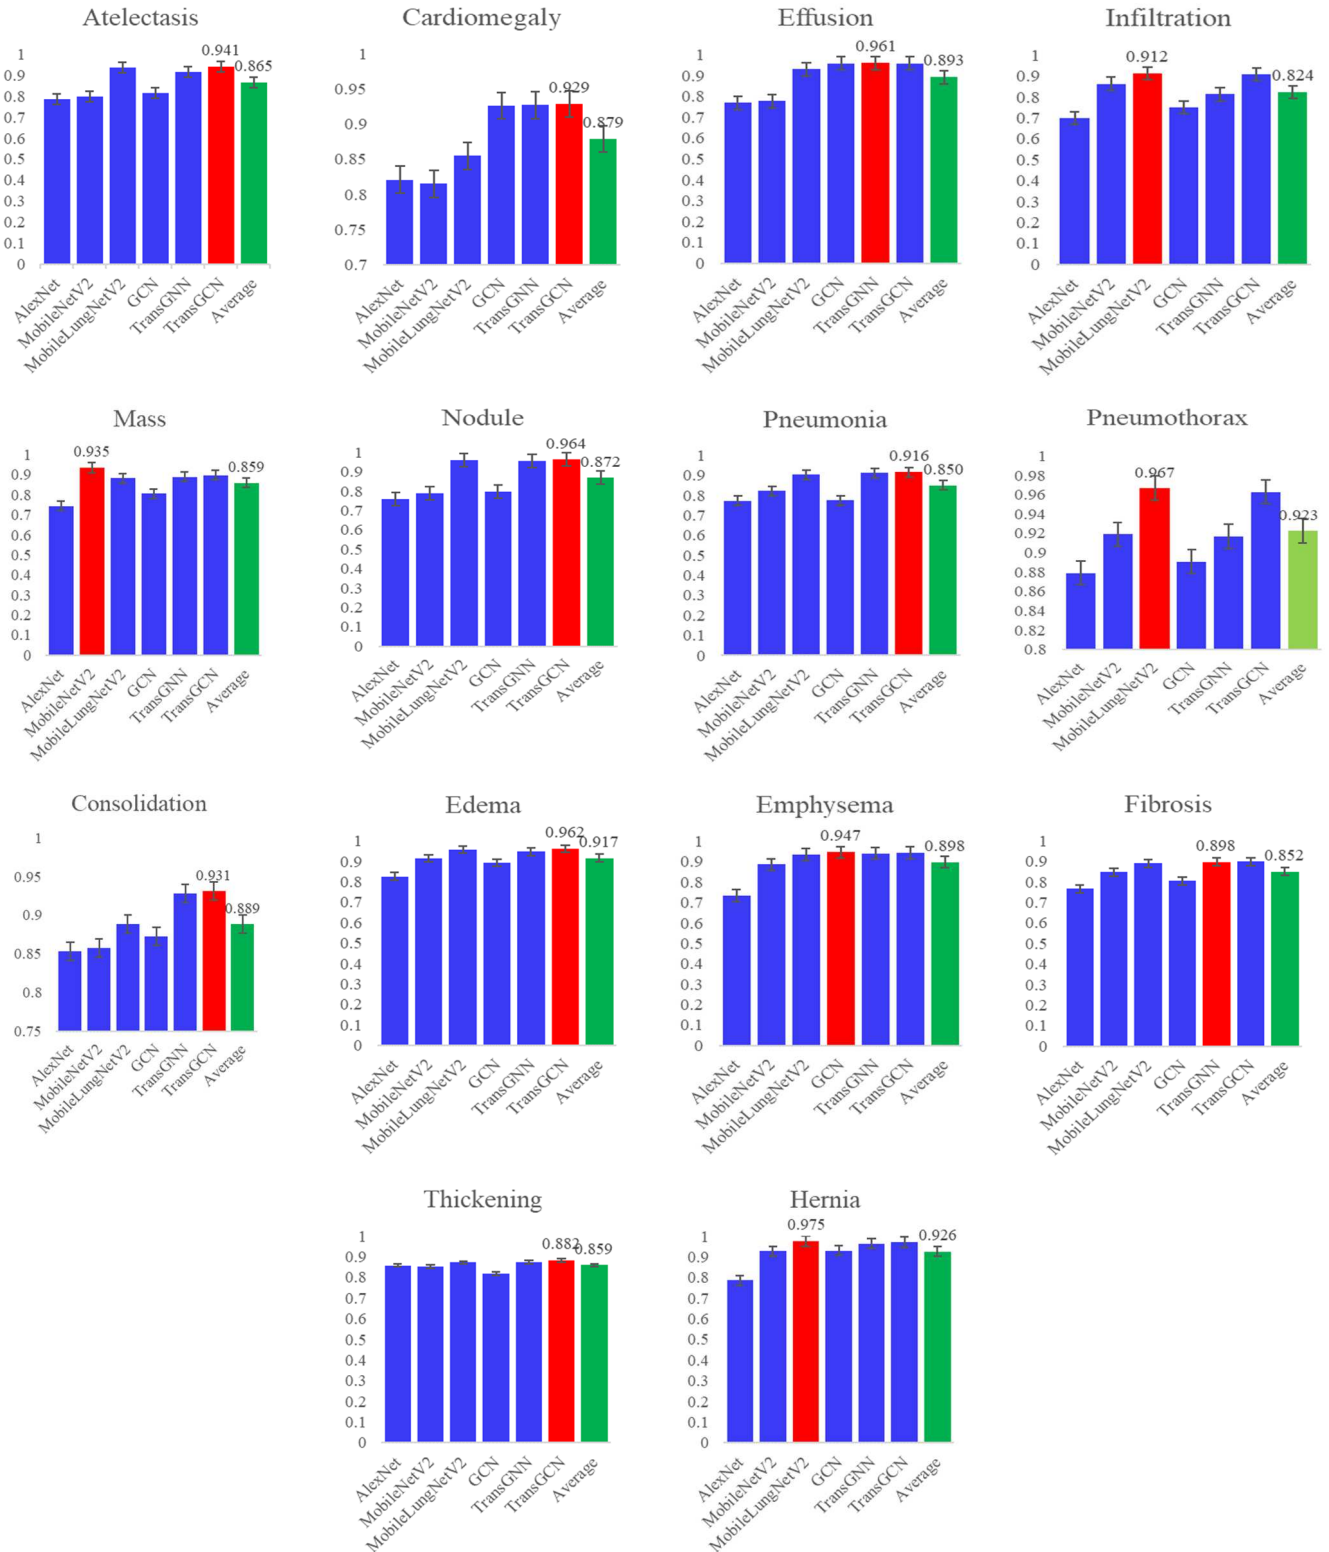 Atelectasis
1
0.9
0.8
0.7
0.6
0.5
0.4
0.3
0.2
0.1
0
0.941
0.865
AlexNet
MobileNetV2
MobileLungNetV2
GCN
TransGNN
TransGCN
Average
Cardiomegaly
1
0.95
0.9
0.85
0.8
0.75
0.7
0.929
0.879
AlexNet
MobileNetV2
MobileLungNetV2
GCN
TransGNN
TransGCN
Average
Effusion
1
0.9
0.8
0.7
0.6
0.5
0.4
0.3
0.2
0.1
0
0.961
0.893
AlexNet
MobileNetV2
MobileLungNetV2
GCN
TransGNN
TransGCN
Average
Infiltration
1
0.9
0.8
0.7
0.6
0.5
0.4
0.3
0.2
0.1
0
0.912
0.824
AlexNet
MobileNetV2
MobileLungNetV2
GCN
TransGNN
TransGCN
Average
Mass
1
0.9
0.8
0.7
0.6
0.5
0.4
0.3
0.2
0.1
0
0.935
0.859
AlexNet
MobileNetV2
MobileLungNetV2
GCN
TransGNN
TransGCN
Average
Nodule
1
0.9
0.8
0.7
0.6
0.5
0.4
0.3
0.2
0.1
0
0.964
0.872
AlexNet
MobileNetV2
MobileLungNetV2
GCN
TransGNN
TransGCN
Average
Pneumonia
1
0.9
0.8
0.7
0.6
0.5
0.4
0.3
0.2
0.1
0
0.916
0.850
AlexNet
MobileNetV2
MobileLungNetV2
GCN
TransGNN
TransGCN
Average
Pneumothorax
1
0.98
0.96
0.94
0.92
0.9
0.88
0.86
0.84
0.82
0.8
0.967
0.923
AlexNet
MobileNetV2
MobileLungNetV2
GCN
TransGNN
TransGCN
Average
Consolidation
1
0.95
0.9
0.85
0.8
0.75
0.931
0.889
AlexNet
MobileNetV2
MobileLungNetV2
GCN
TransGNN
TransGCN
Average
Edema
1
0.9
0.8
0.7
0.6
0.5
0.4
0.3
0.2
0.1
0
0.962
0.917
AlexNet
MobileNetV2
MobileLungNetV2
GCN
TransGNN
TransGCN
Average
Emphysema
1
0.9
0.8
0.7
0.6
0.5
0.4
0.3
0.2
0.1
0
0.947
0.898
AlexNet
MobileNetV2
MobileLungNetV2
GCN
TransGNN
TransGCN
Average
Fibrosis
1
0.9
0.8
0.7
0.6
0.5
0.4
0.3
0.2
0.1
0
0.898
0.852
AlexNet
MobileNetV2
MobileLungNetV2
GCN
TransGNN
TransGCN
Average
Thickening
1
0.9
0.8
0.7
0.6
0.5
0.4
0.3
0.2
0.1
0
0.882
0.859
AlexNet
MobileNetV2
MobileLungNetV2
GCN
TransGNN
TransGCN
Average
Hernia
1
0.9
0.8
0.7
0.6
0.5
0.4
0.3
0.2
0.1
0
0.975
0.926
AlexNet
MobileNetV2
MobileLungNetV2
GCN
TransGNN
TransGCN
Average